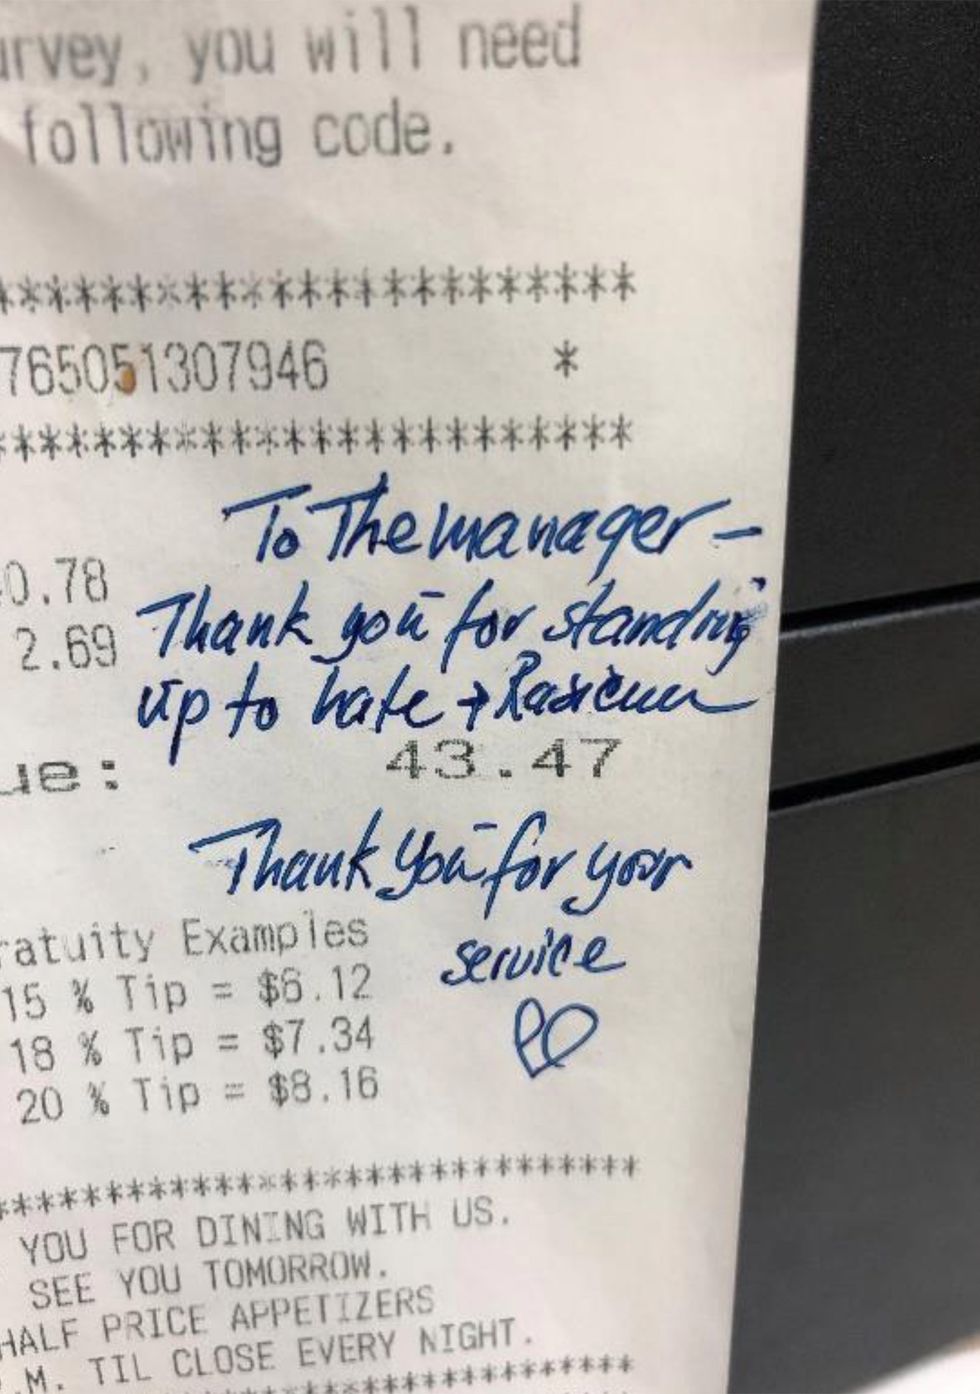 urvey, you will need
following code.
************************
765051307946 *
************************
To The manager -
0.78
Thank you for standing
2.69
up to hate + Rasicum
ue: 43.47
Thank you for your
ratuity Examples
service
15 % Tip = $6.12
18 % Tip = $7.34
20 % Tip = $8.16
******************************
YOU FOR DINING WITH US.
SEE YOU TOMORROW.
HALF PRICE APPETIZERS
.M. TIL CLOSE EVERY NIGHT.
******************************